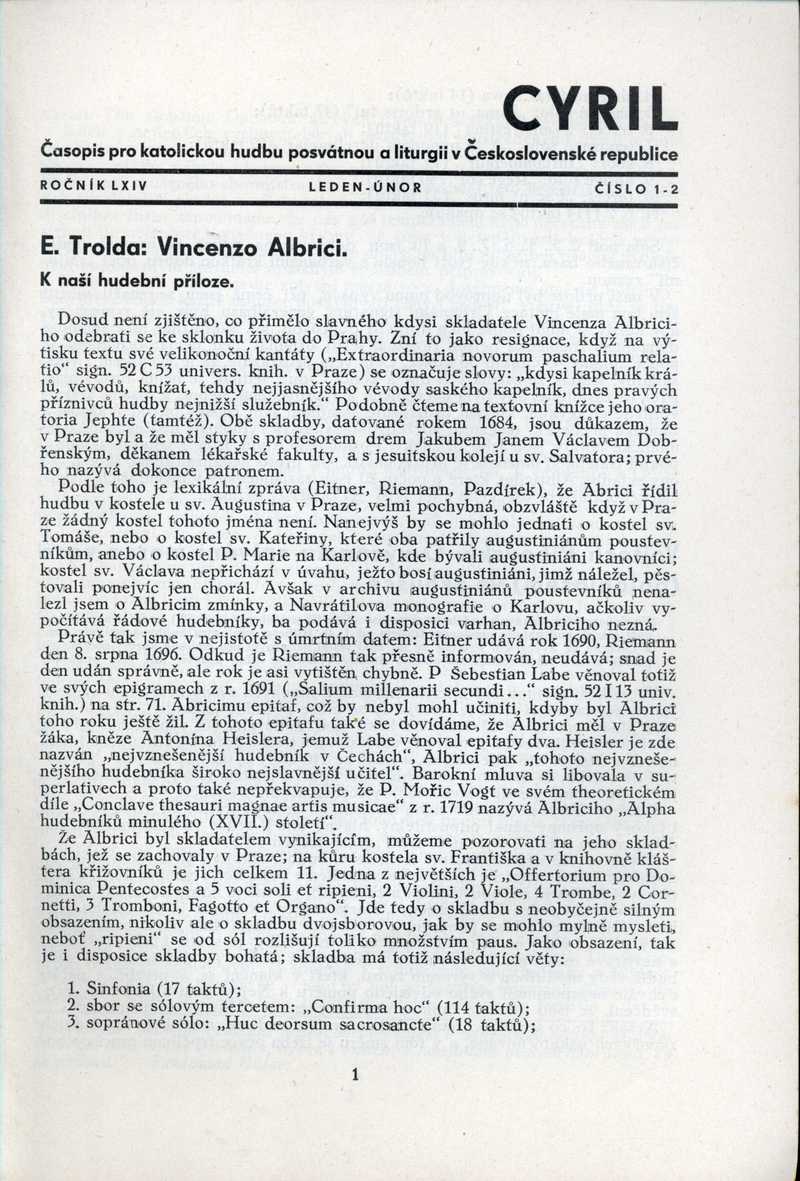 CYRIL
Časopis pro katolickou hudbu posvátnou a liturgii v Československé republice
ROČNÍK LXIV LEDEN-ÚNOR ČÍSLO 1-2
E. Trolda: Vincenzo Albrici.
K naší hudební příloze.
Dosud není zjištěno, co přimělo slavného kdysi skladatele Vincenza Albrici-
ho odebrati se ke sklonku života do Prahy. Zní to jako resignace, když na vý-
tisku textu své velikonoční kantáty („Extraordinaria novorum paschalium rela-
tio“ sign. 52 C 53 univers. knih. v Praze) se označuje slovy: „kdysi kapelník krá-
lů, vévodů, knížat, tehdy nejjasnějšího vévody saského kapelník, dnes pravých
příznivců hudby nejnižší služebník.“ Podobně čteme na textovní knížce jeho ora-
toria Jephte (tamtéž). Obě skladby, datované rokem 1684, jsou důkazem, že
v Praze byl a že měl styky s profesorem drem Jakubem Janem Václavem Dob-
řenským, děkanem lékařské fakulty, a s jesuitskou kolejí u sv. Salvatora; prvé-
ho nazývá dokonce patronem.
Podle toho je lexikální zpráva (Eitner, Riemann, Pazdírek), že Abrici řídil
hudbu v kostele u sv. Augustina v Praze, velmi pochybná, obzvláště když v Pra-
ze žádný kostel tohoto jména není. Nanejvýš by se mohlo jednati o kostel sv.
Tomáše, nebo o kostel sv. Kateřiny, které oba patřily augustiniánům poustev-
níkům, anebo o kostel P. Marie na Karlově, kde bývali augustiniáni kanovníci;
kostel sv. Václava nepřichází v úvahu, ježto bosí augustiniáni, jimž náležel, pěs-
tovali ponejvíc jen chorál. Avšak v archivu augustiniánů poustevníků nena-
lezl jsem o Albricim zmínky, a Navrátilova monografie o Karlovu, ačkoliv vy-
počítává řádové hudebníky, ba podává i disposici varhan, Albriciho nezná.
Právě tak jsme v nejistotě s úmrtním datem: Eitner udává rok 1690, Riemann
den 8. srpna 1696. Odkud je Riemann tak přesně informován, neudává; snad je
den udán správně, ale rok je asi vytištěn chybně. P Šebestian Labe věnoval totiž
ve svých epigramech z r. 1691 („Salium millenarii secundi...“ sign. 52 I 13 univ.
knih.) na str. 71. Abricimu epitaf, což by nebyl mohl učiniti, kdyby byl Albrici
toho roku ještě žil. Z tohoto epitafu také se dovídáme, že Albrici měl v Praze
žáka, kněze Antonína Heislera, jemuž Labe věnoval epitafy dva. Heisler je zde
nazván „nejvznešenější hudebník v Čechách“, Albrici pak „tohoto nejvzneše-
nějšího hudebníka široko nejslavnější učitel“. Barokní mluva si libovala v su-
perlativech a proto také nepřekvapuje, že P. Mořic Vogt ve svém theoretickém
díle „Conclave thesauri magnae artis musicae“ z r. 1719 nazývá Albriciho „Alpha
hudebníků minulého (XVII.) století“.
Že Albrici byl skladatelem vynikajícím, můžeme pozorovati na jeho sklad-
bách, jež se zachovaly v Praze; na kůru kostela sv. Františka a v knihovně kláš-
tera křižovníků je jich celkem 11. Jedna z největších je „Offertorium pro Do-
minica Pentecostes a 5 voci soli et ripieni, 2 Violini, 2 Viole, 4 Trombe, 2 Cor-
netti, 3 Tromboni, Fagotto et Organo“. Jde tedy o skladbu s neobyčejně silným
obsazením, nikoliv ale o skladbu dvojsborovou, jak by se mohlo mylně mysleti,
neboť „ripieni“ se od sól rozlišují toliko množstvím paus. Jako obsazení, tak
je i disposice skladby bohatá; skladba má totiž následující věty:
1. Sinfonia (17 taktů);
2. sbor se sólovým tercetem: „Confirma hoc“ (114 taktů);
3. sopránové sólo: „Huc deorsum sacrosancte“ (18 taktů);
1